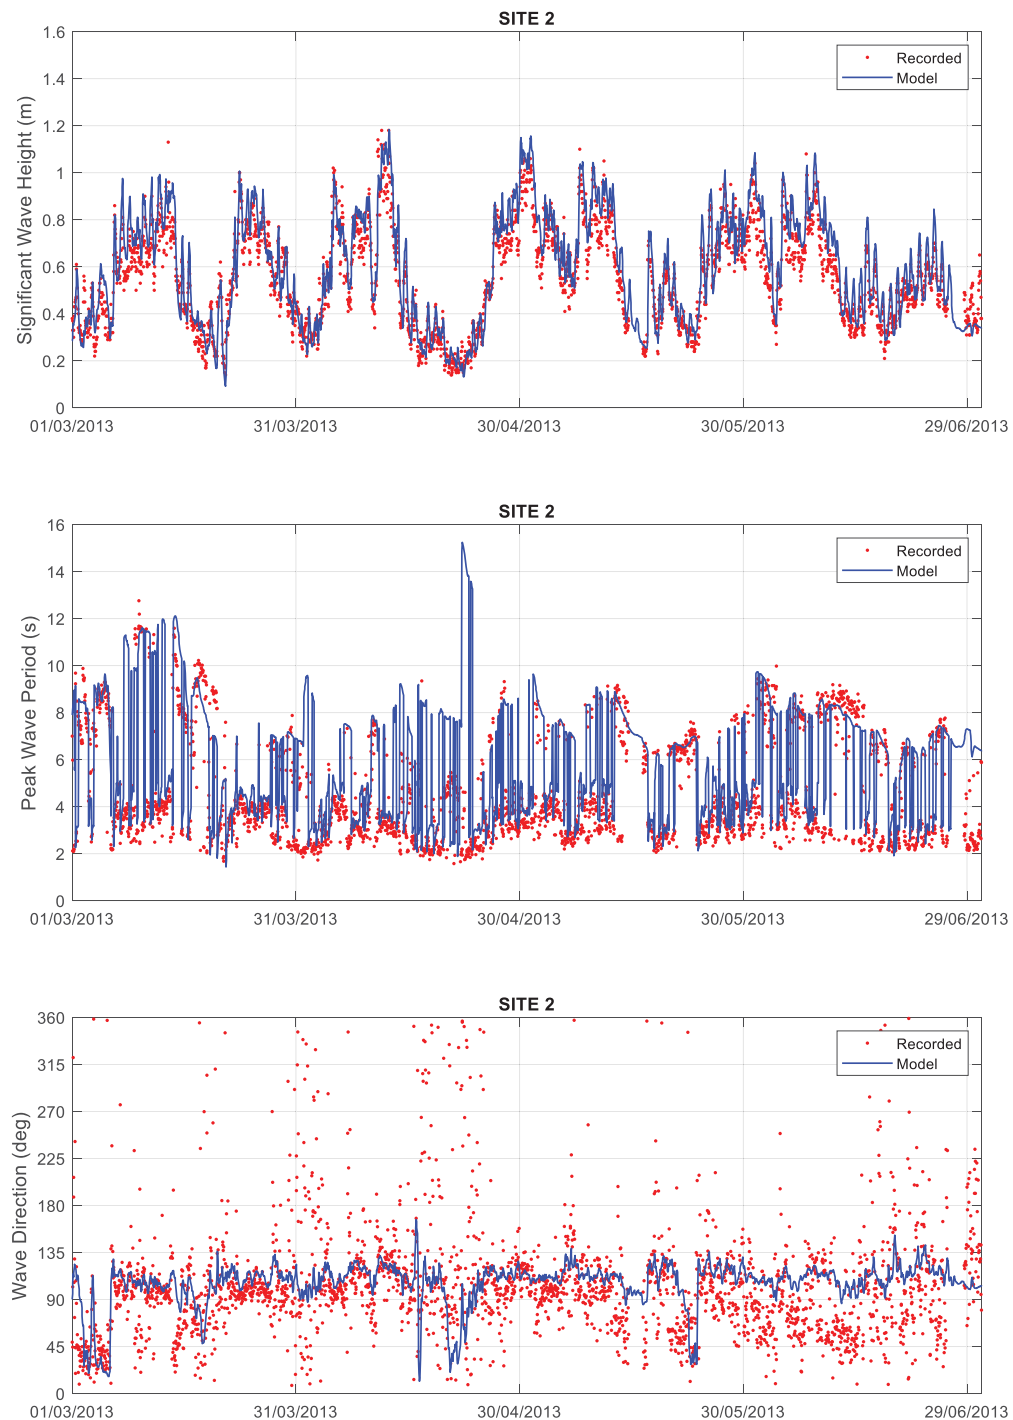 SITE 2
Significant Wave Height (m)
1.6
1.4
1.2
1
0.8
0.6
0.4
0.2
0
Recorded
Model
01/03/2013 31/03/2013 30/04/2013 30/05/2013 29/06/2013
SITE 2
Peak Wave Period (s)
16
14
12
10
8
6
4
2
0
Recorded
Model
01/03/2013 31/03/2013 30/04/2013 30/05/2013 29/06/2013
SITE 2
Wave Direction (deg)
360
315
270
225
180
135
90
45
0
Recorded
Model
01/03/2013 31/03/2013 30/04/2013 30/05/2013 29/06/2013